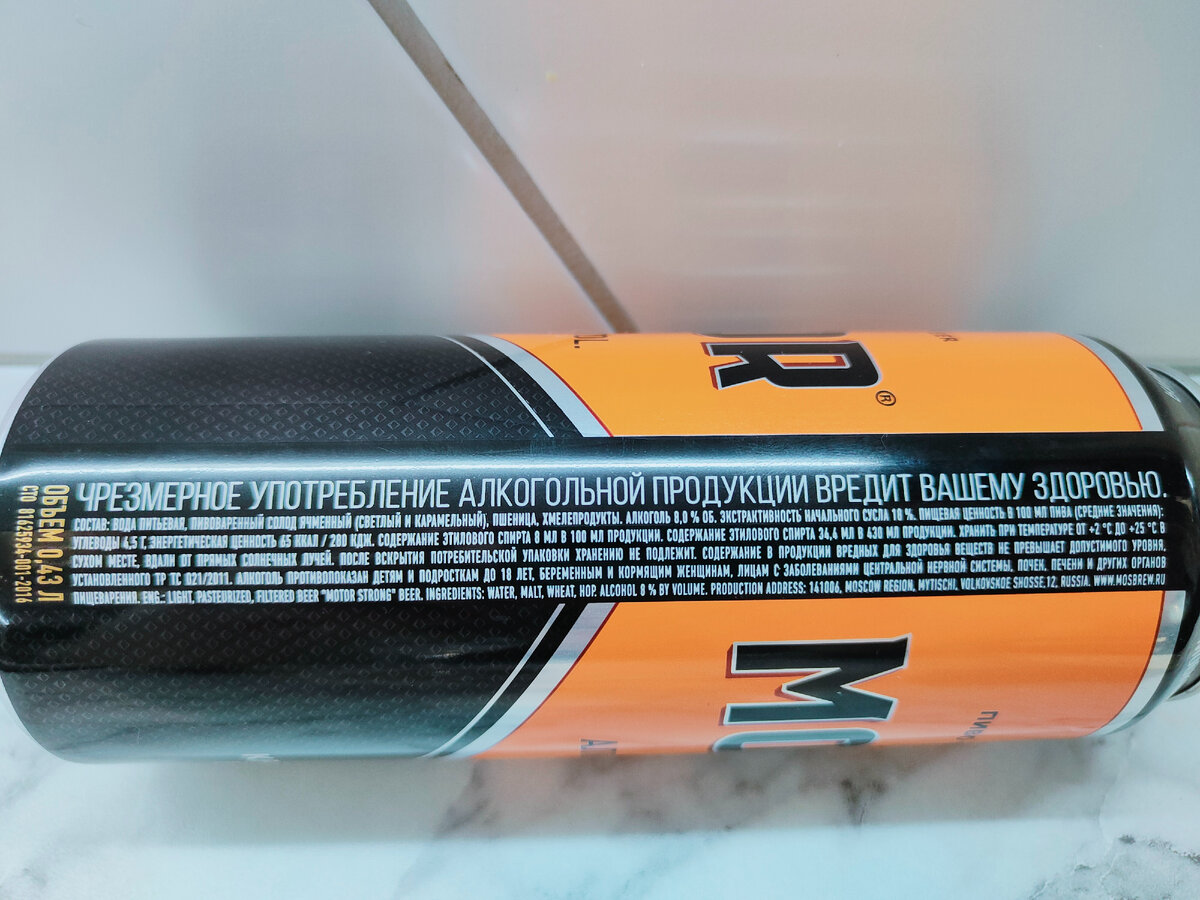 ЧРЕЗМЕРНОЕ УПОТРЕБЛЕНИЕ АЛКОГОЛЬНОЙ ПРОДУКЦИИ ВРЕДИТ ВАШЕМУ ЗДОРОВЬЮ.
СОСТАВ: ВОДА ПИТЬЕВАЯ, ПИВОВАРЕННЫЙ СОЛОД ЯЧМЕННЫЙ (СВЕТЛЫЙ И КАРАМЕЛЬНЫЙ), ПШЕНИЦА, ХМЕЛЕПРОДУКТЫ. АЛКОГОЛЬ 8,0 % ОБ. ЭКСТРАКТИВНОСТЬ НАЧАЛЬНОГО СУСЛА 18 %. ПИЩЕВАЯ ЦЕННОСТЬ В 100 МЛ ПИВА (СРЕДНИЕ ЗНАЧЕНИЯ):
УГЛЕВОДЫ 4,5 Г. ЭНЕРГЕТИЧЕСКАЯ ЦЕННОСТЬ 65 ККАЛ / 280 КДЖ. СОДЕРЖАНИЕ ЭТИЛОВОГО СПИРТА 8 МЛ В 100 МЛ ПРОДУКЦИИ. СОДЕРЖАНИЕ ЭТИЛОВОГО СПИРТА 34,4 МЛ В 430 МЛ ПРОДУКЦИИ. ХРАНИТЬ ПРИ ТЕМПЕРАТУРЕ ОТ +2 °С ДО +25 °С В
СУХОМ МЕСТЕ, ВДАЛИ ОТ ПРЯМЫХ СОЛНЕЧНЫХ ЛУЧЕЙ. ПОСЛЕ ВСКРЫТИЯ ПОТРЕБИТЕЛЬСКОЙ УПАКОВКИ ХРАНЕНИЮ НЕ ПОДЛЕЖИТ. СОДЕРЖАНИЕ В ПРОДУКЦИИ ВРЕДНЫХ ДЛЯ ЗДОРОВЬЯ ВЕЩЕСТВ НЕ ПРЕВЫШАЕТ ДОПУСТИМОГО УРОВНЯ,
УСТАНОВЛЕННОГО ТР ТС 021/2011. АЛКОГОЛЬ ПРОТИВОПОКАЗАН ДЕТЯМ И ПОДРОСТКАМ ДО 18 ЛЕТ, БЕРЕМЕННЫМ И КОРМЯЩИМ ЖЕНЩИНАМ, ЛИЦАМ С ЗАБОЛЕВАНИЯМИ ЦЕНТРАЛЬНОЙ НЕРВНОЙ СИСТЕМЫ, ПОЧЕК, ПЕЧЕНИ И ДРУГИХ ОРГАНОВ
ПИЩЕВАРЕНИЯ. ENG.: LIGHT, PASTEURIZED, FILTERED BEER "MOTOR STRONG" BEER. INGREDIENTS: WATER, MALT, WHEAT, HOP. ALCOHOL 8 % BY VOLUME. PRODUCTION ADDRESS: 141006, MOSCOW REGION, MYTISCHI, VOLKOVSKOE SHOSSE,12, RUSSIA. WWW.MOSBREW.RU
ОБЪЕМ 0,43 Л
СТО 01425924-001-2016
OR®
MO